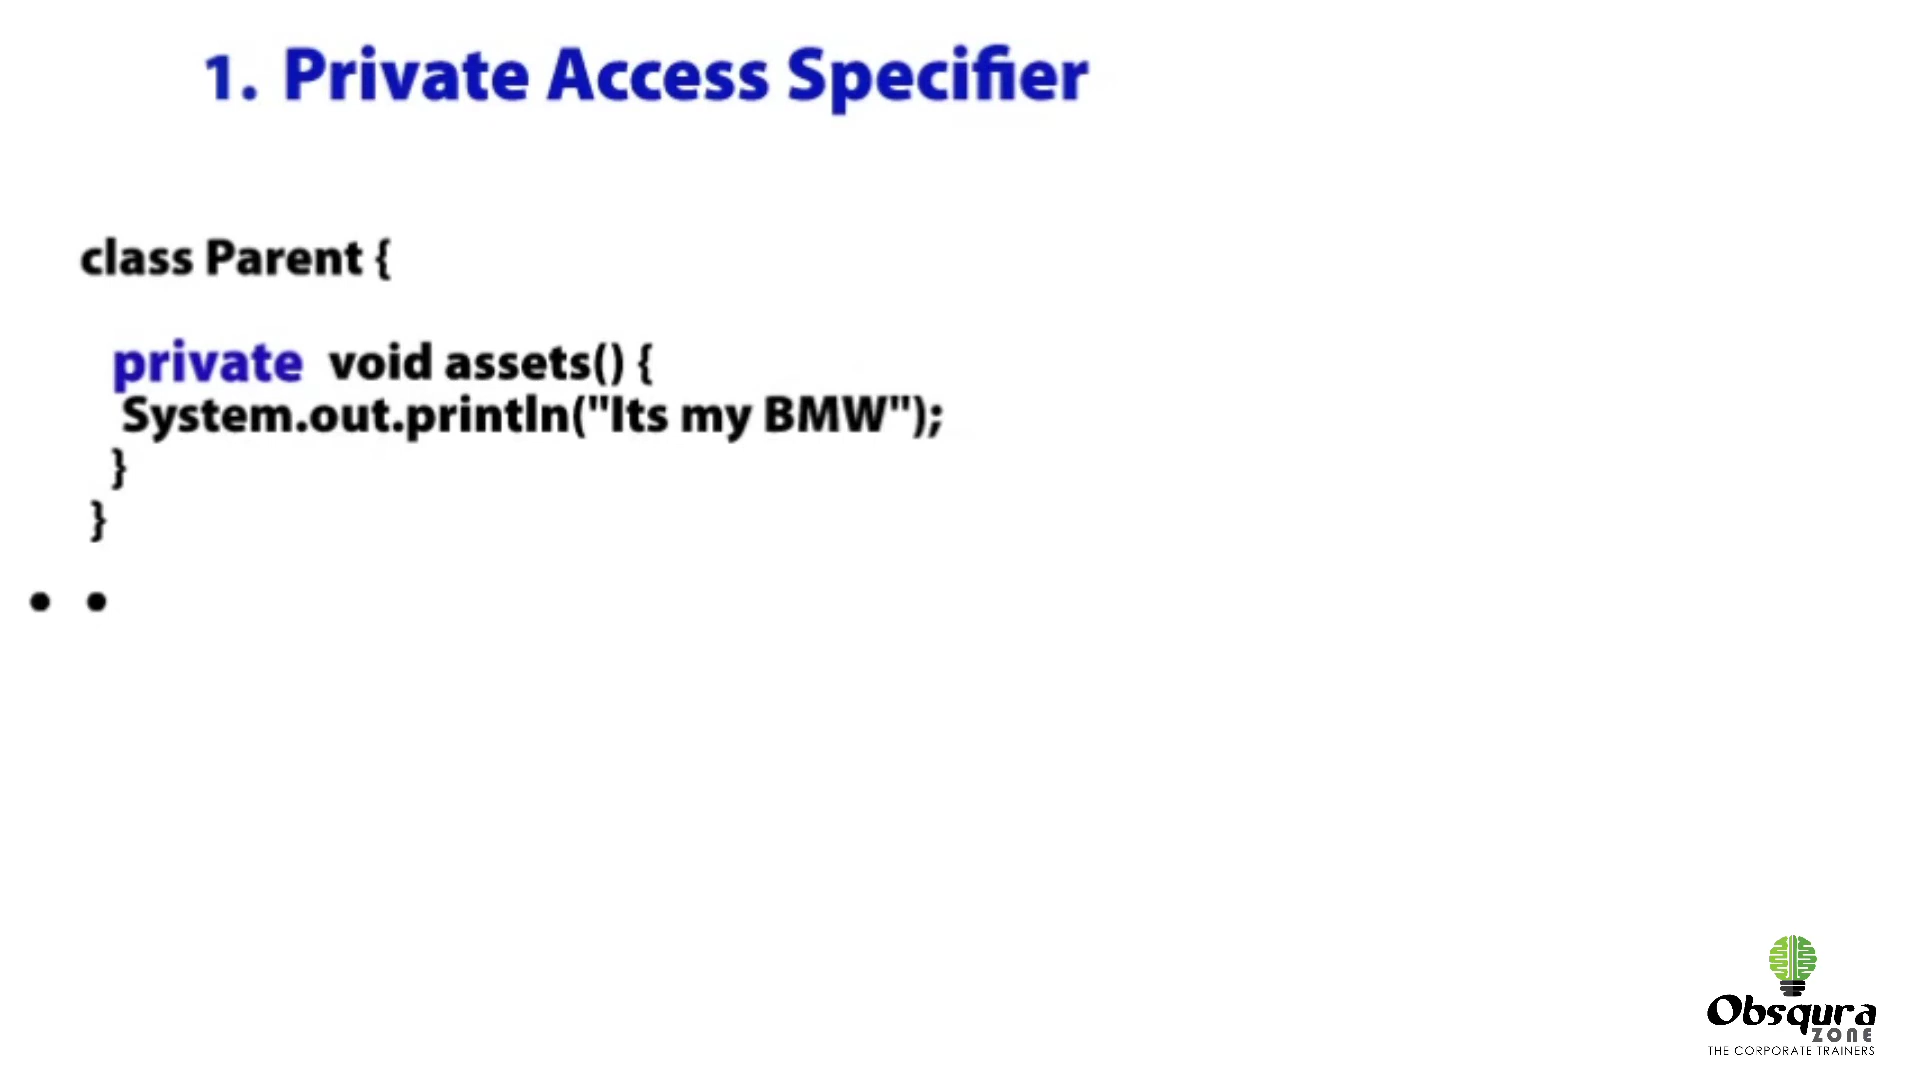 1. Private Access Specifier
class Parent {
private void assets() {
System.out.println("Its my BMW");
}
}
Obsqura
ZONE
THE CORPORATE TRAINERS